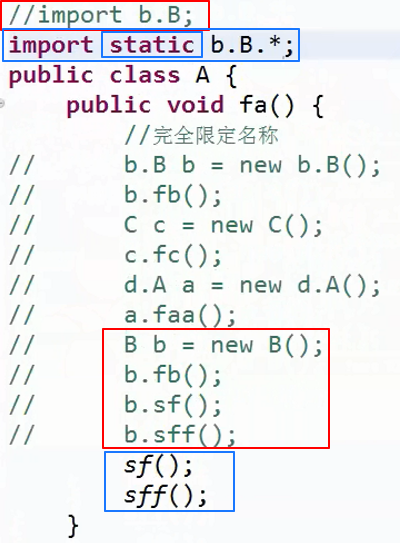 //import b.B;
import static b.B.*;
public class A {
    public void fa() {
        //完全限定名称
//      b.B b = new b.B();
//      b.fb();
//      C c = new C();
//      c.fc();
//      d.A a = new d.A();
//      a.faa();
//      B b = new B();
//      b.fb();
//      b.sf();
//      b.sff();
        sf();
        sff();
    }